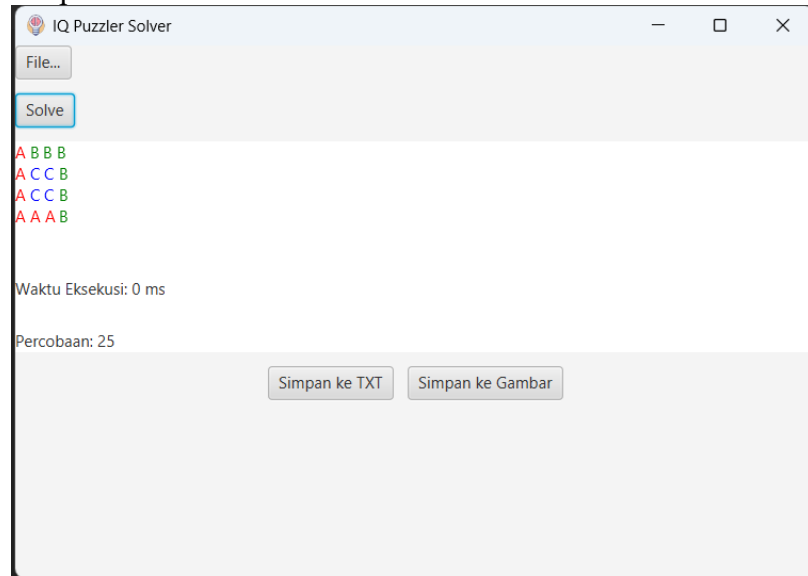 IQ Puzzler Solver
File...
Solve
A B B B
A C C B
A C C B
A A A B
Waktu Eksekusi: 0 ms
Percobaan: 25
Simpan ke TXT
Simpan ke Gambar